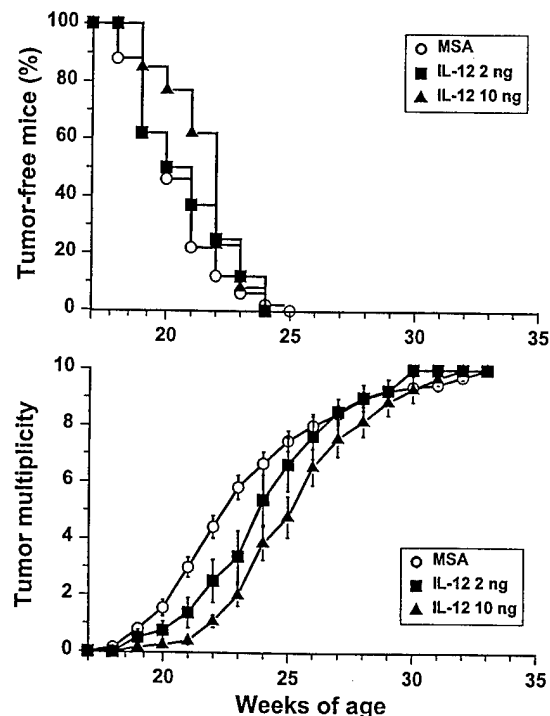 Tumor-free mice (%)
100
80
60
40
20
0
MSA
IL-12 2 ng
IL-12 10 ng
20
25
30
35
Tumor multiplicity
10
8
6
4
2
0
MSA
IL-12 2 ng
IL-12 10 ng
20
25
30
35
Weeks of age